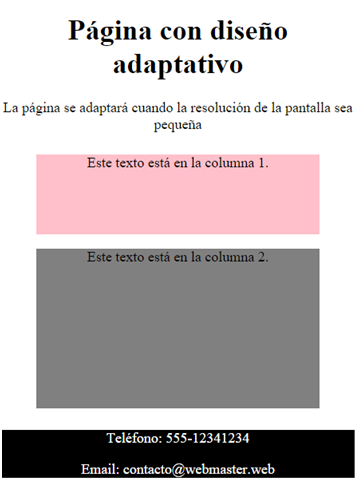 Página con diseño
adaptativo
La página se adaptará cuando la resolución de la pantalla sea
pequeña
Este texto está en la columna 1.
Este texto está en la columna 2.
Teléfono: 555-12341234
Email: contacto@webmaster.web